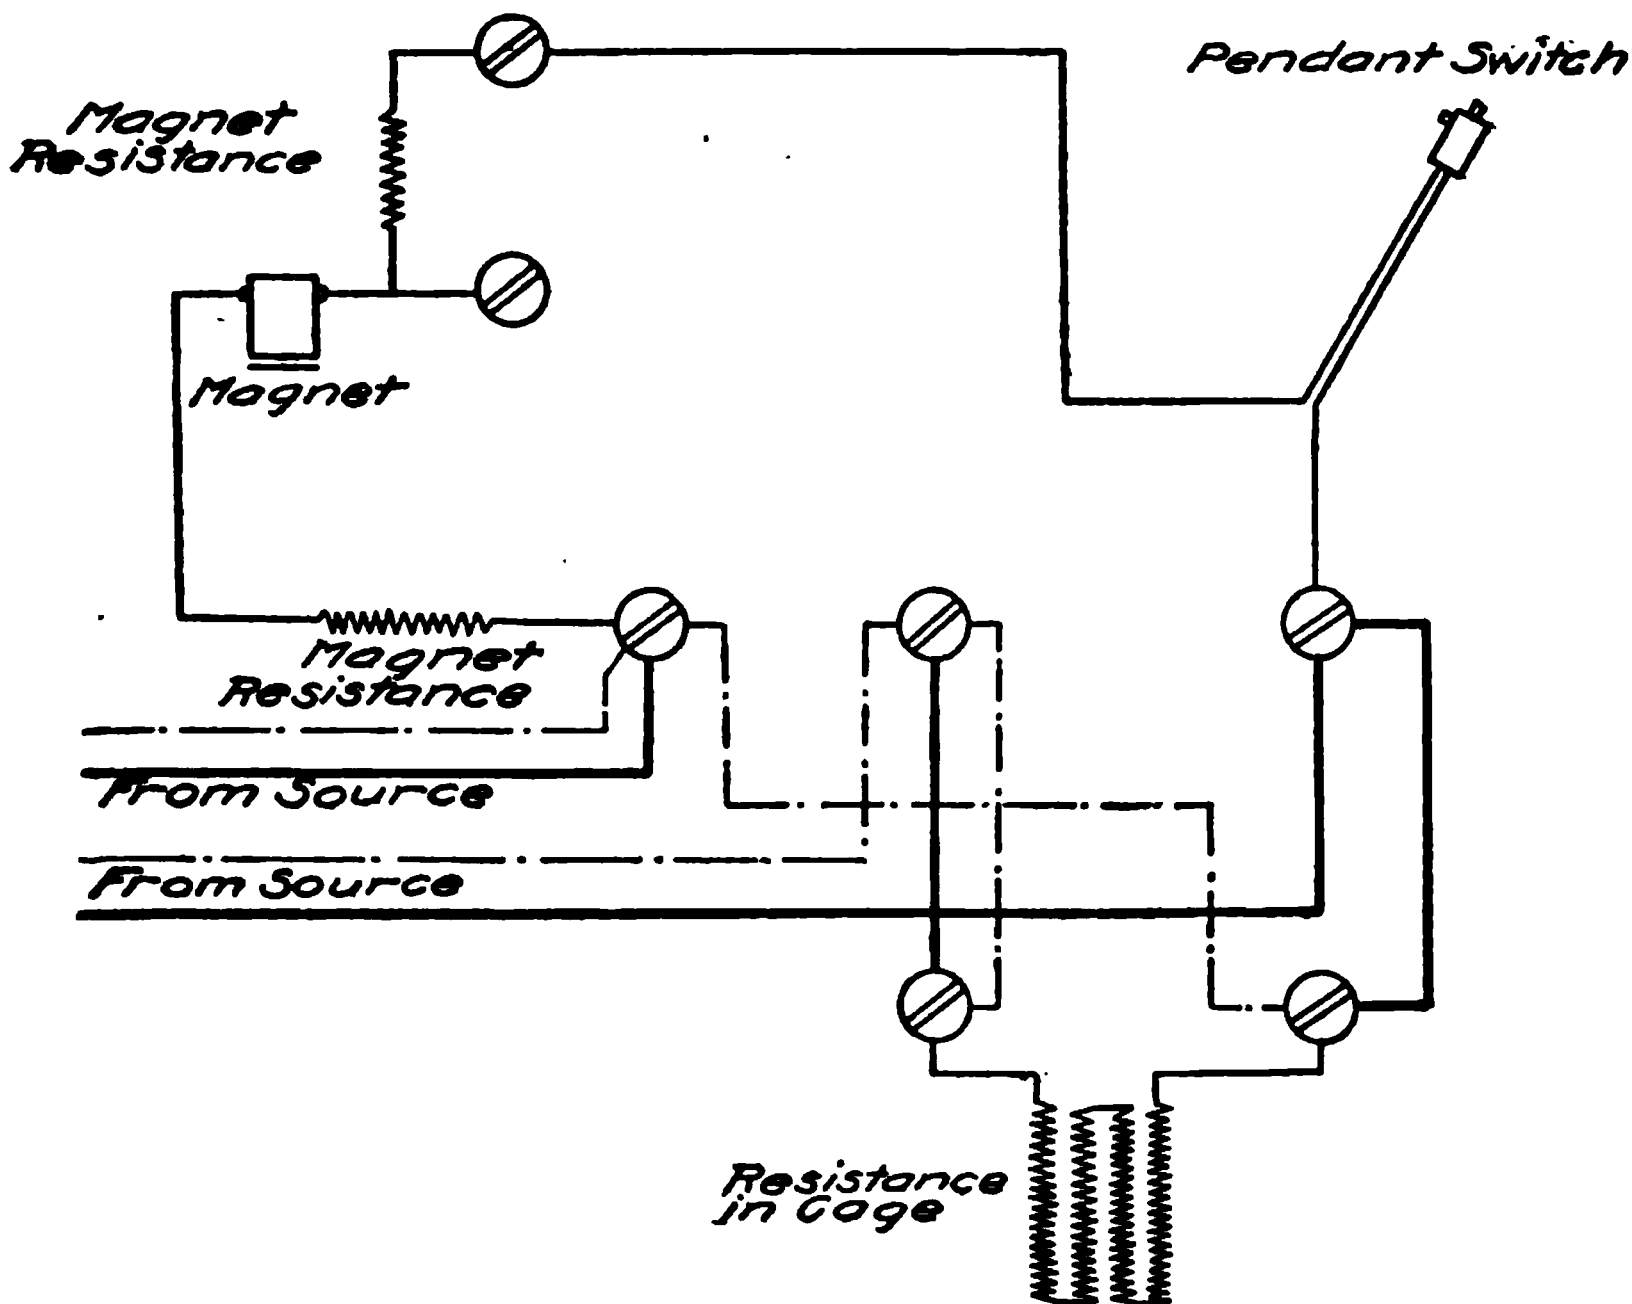 Pendant Switch
Magnet
Resistance
Magnet
Magnet
Resistance
From Source
From Source
Resistance
in Cage